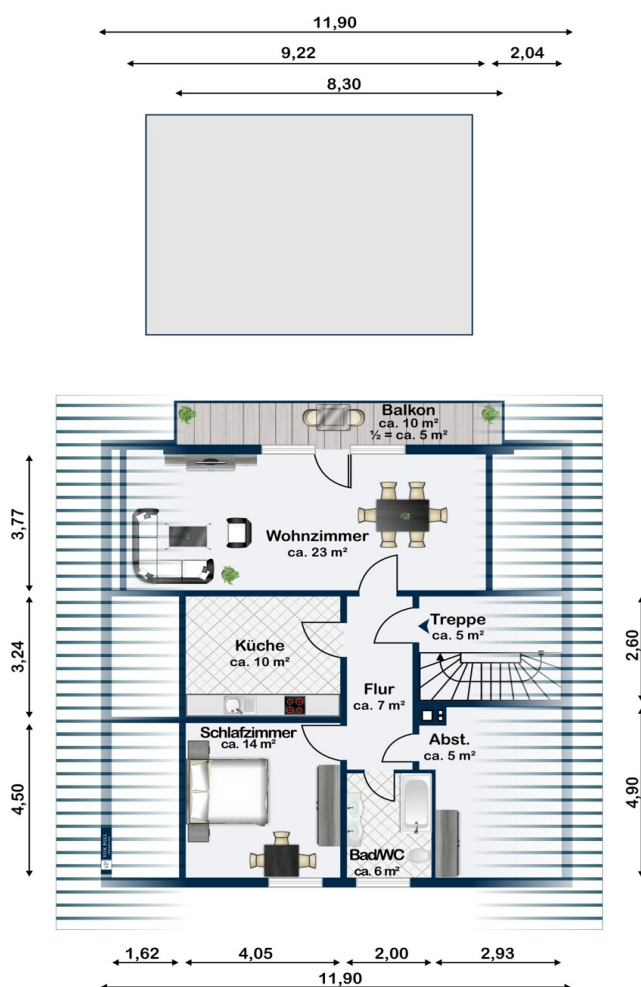 11,90
9,22
2,04
8,30
Balkon
ca. 10 m²
½ = ca. 5 m²
3,77
Wohnzimmer
ca. 23 m²
3,24
Küche
ca. 10 m²
Treppe
ca. 5 m²
2,60
Flur
ca. 7 m²
Schlafzimmer
ca. 14 m²
Abst.
ca. 5 m²
4,50
4,90
Bad/WC
ca. 6 m²
VON POLL
VP
1,62
4,05
2,00
2,93
11,90